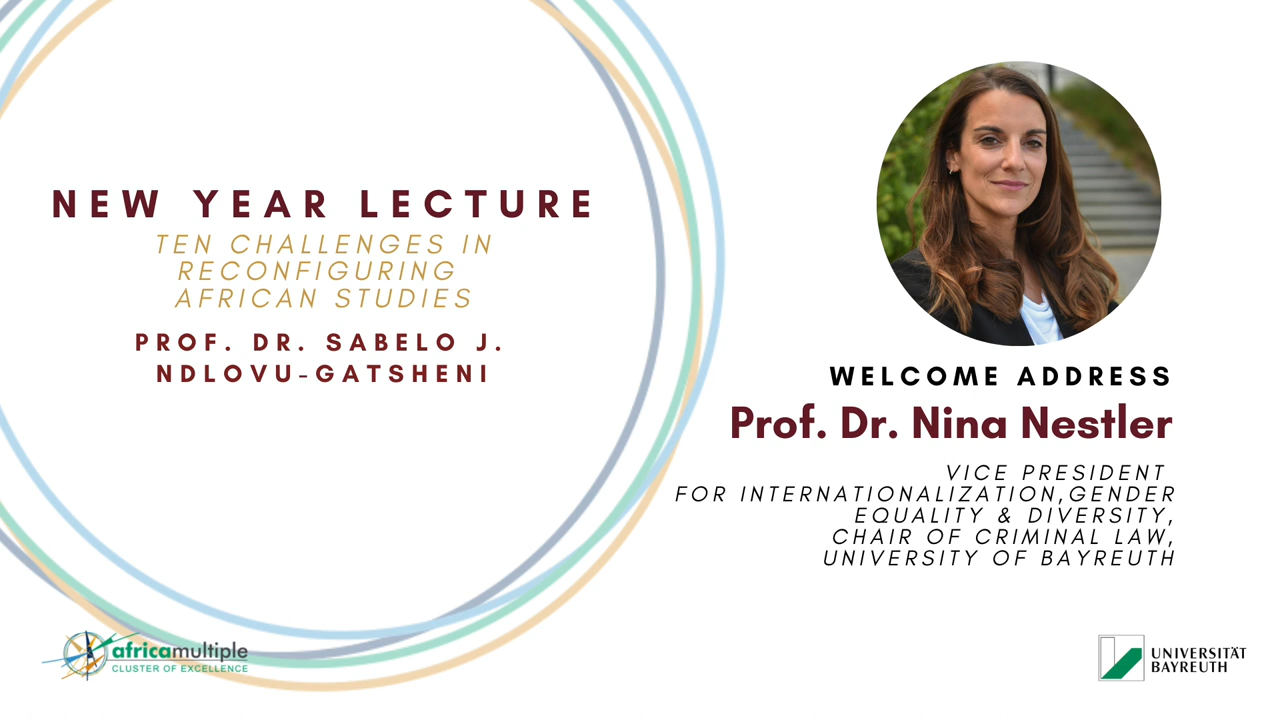 NEW YEAR LECTURE
TEN CHALLENGES IN
RECONFIGURING
AFRICAN STUDIES
PROF. DR. SABELO J.
NDLOVU-GATSHENI
WELCOME ADDRESS
Prof. Dr. Nina Nestler
VICE PRESIDENT
FOR INTERNATIONALIZATION,GENDER
EQUALITY & DIVERSITY,
CHAIR OF CRIMINAL LAW,
UNIVERSITY OF BAYREUTH
africamultiple
CLUSTER OF EXCELLENCE
UNIVERSITÄT
BAYREUTH